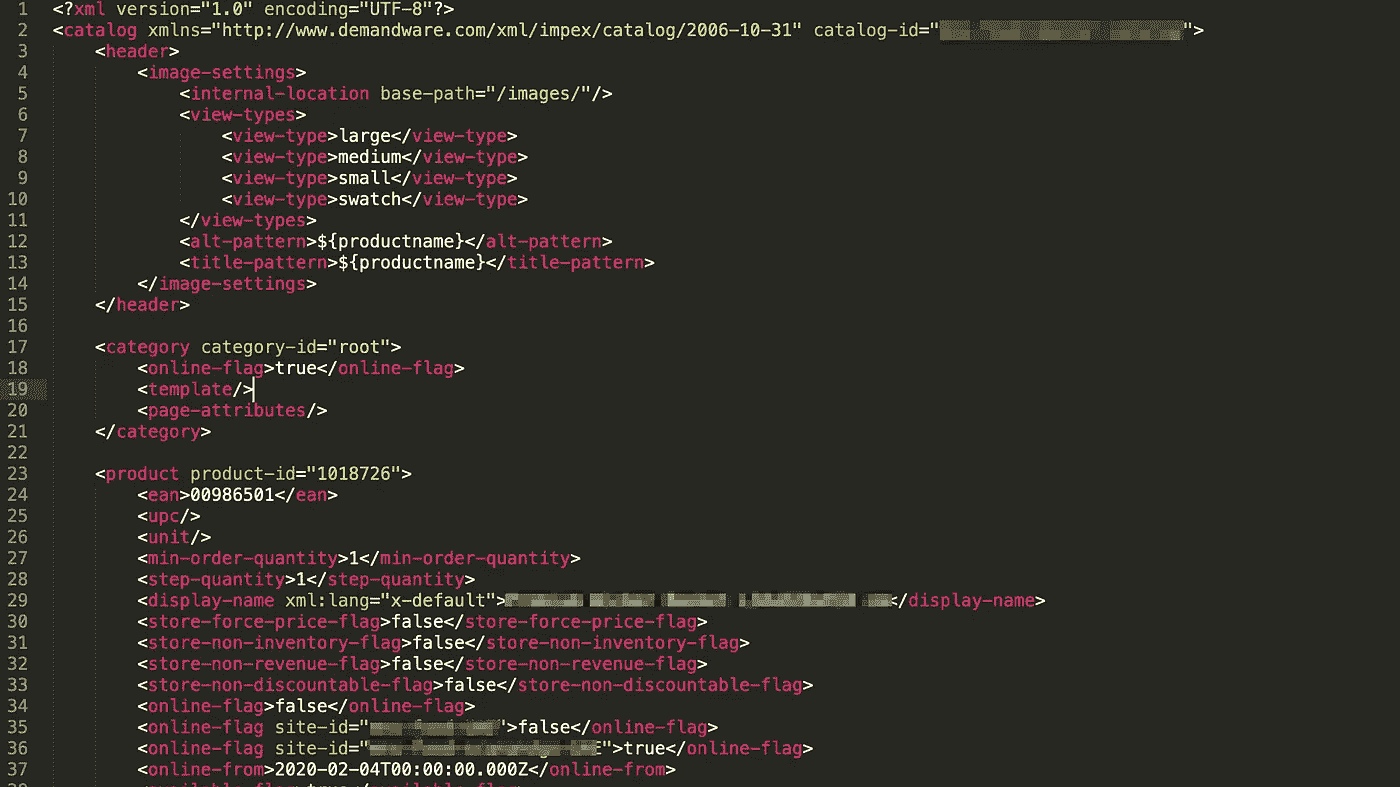 1 <?xml version="1.0" encoding="UTF-8"?>
2 <catalog xmlns="http://www.demandware.com/xml/impex/catalog/2006-10-31" catalog-id="">
3 <header>
4 <image-settings>
5 <internal-location base-path="/images/"/>
6 <view-types>
7 <view-type>large</view-type>
8 <view-type>medium</view-type>
9 <view-type>small</view-type>
10 <view-type>swatch</view-type>
11 </view-types>
12 <alt-pattern>${productname}</alt-pattern>
13 <title-pattern>${productname}</title-pattern>
14 </image-settings>
15 </header>
16
17 <category category-id="root">
18 <online-flag>true</online-flag>
19 <template/>
20 <page-attributes/>
21 </category>
22
23 <product product-id="1018726">
24 <ean>00986501</ean>
25 <upc/>
26 <unit/>
27 <min-order-quantity>1</min-order-quantity>
28 <step-quantity>1</step-quantity>
29 <display-name xml:lang="x-default"></display-name>
30 <store-force-price-flag>false</store-force-price-flag>
31 <store-non-inventory-flag>false</store-non-inventory-flag>
32 <store-non-revenue-flag>false</store-non-revenue-flag>
33 <store-non-discountable-flag>false</store-non-discountable-flag>
34 <online-flag>false</online-flag>
35 <online-flag site-id="">false</online-flag>
36 <online-flag site-id="">true</online-flag>
37 <online-from>2020-02-04T00:00:00.000Z</online-from>